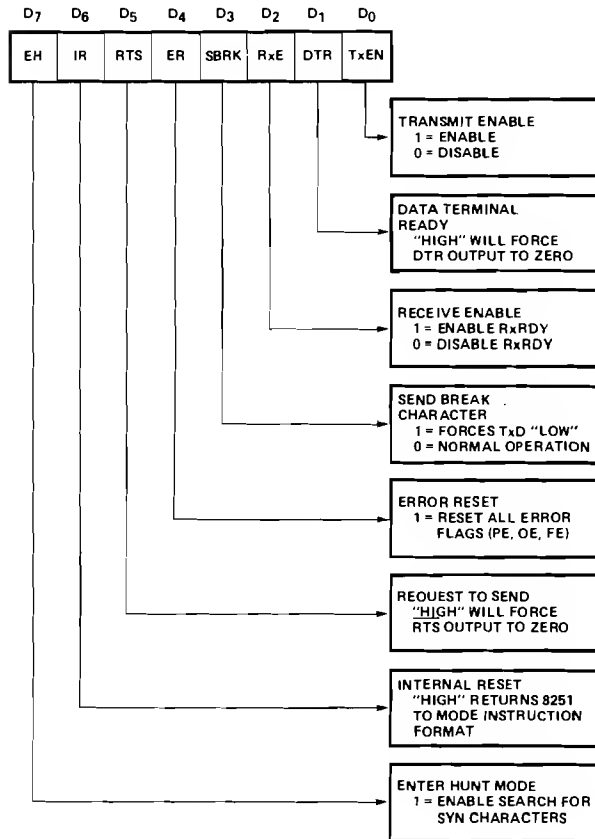 D7 D6 D5 D4 D3 D2 D1 D0
EH IR RTS ER SBRK RxE DTR TxEN
TRANSMIT ENABLE
1 = ENABLE
0 = DISABLE
DATA TERMINAL
READY
"HIGH" WILL FORCE
DTR OUTPUT TO ZERO
RECEIVE ENABLE
1 = ENABLE RxRDY
0 = DISABLE RxRDY
SEND BREAK
CHARACTER
1 = FORCES TxD "LOW"
0 = NORMAL OPERATION
ERROR RESET
1 = RESET ALL ERROR
FLAGS (PE, OE, FE)
REQUEST TO SEND
"HIGH" WILL FORCE
RTS OUTPUT TO ZERO
INTERNAL RESET
"HIGH" RETURNS 8251
TO MODE INSTRUCTION
FORMAT
ENTER HUNT MODE
1 = ENABLE SEARCH FOR
SYN CHARACTERS